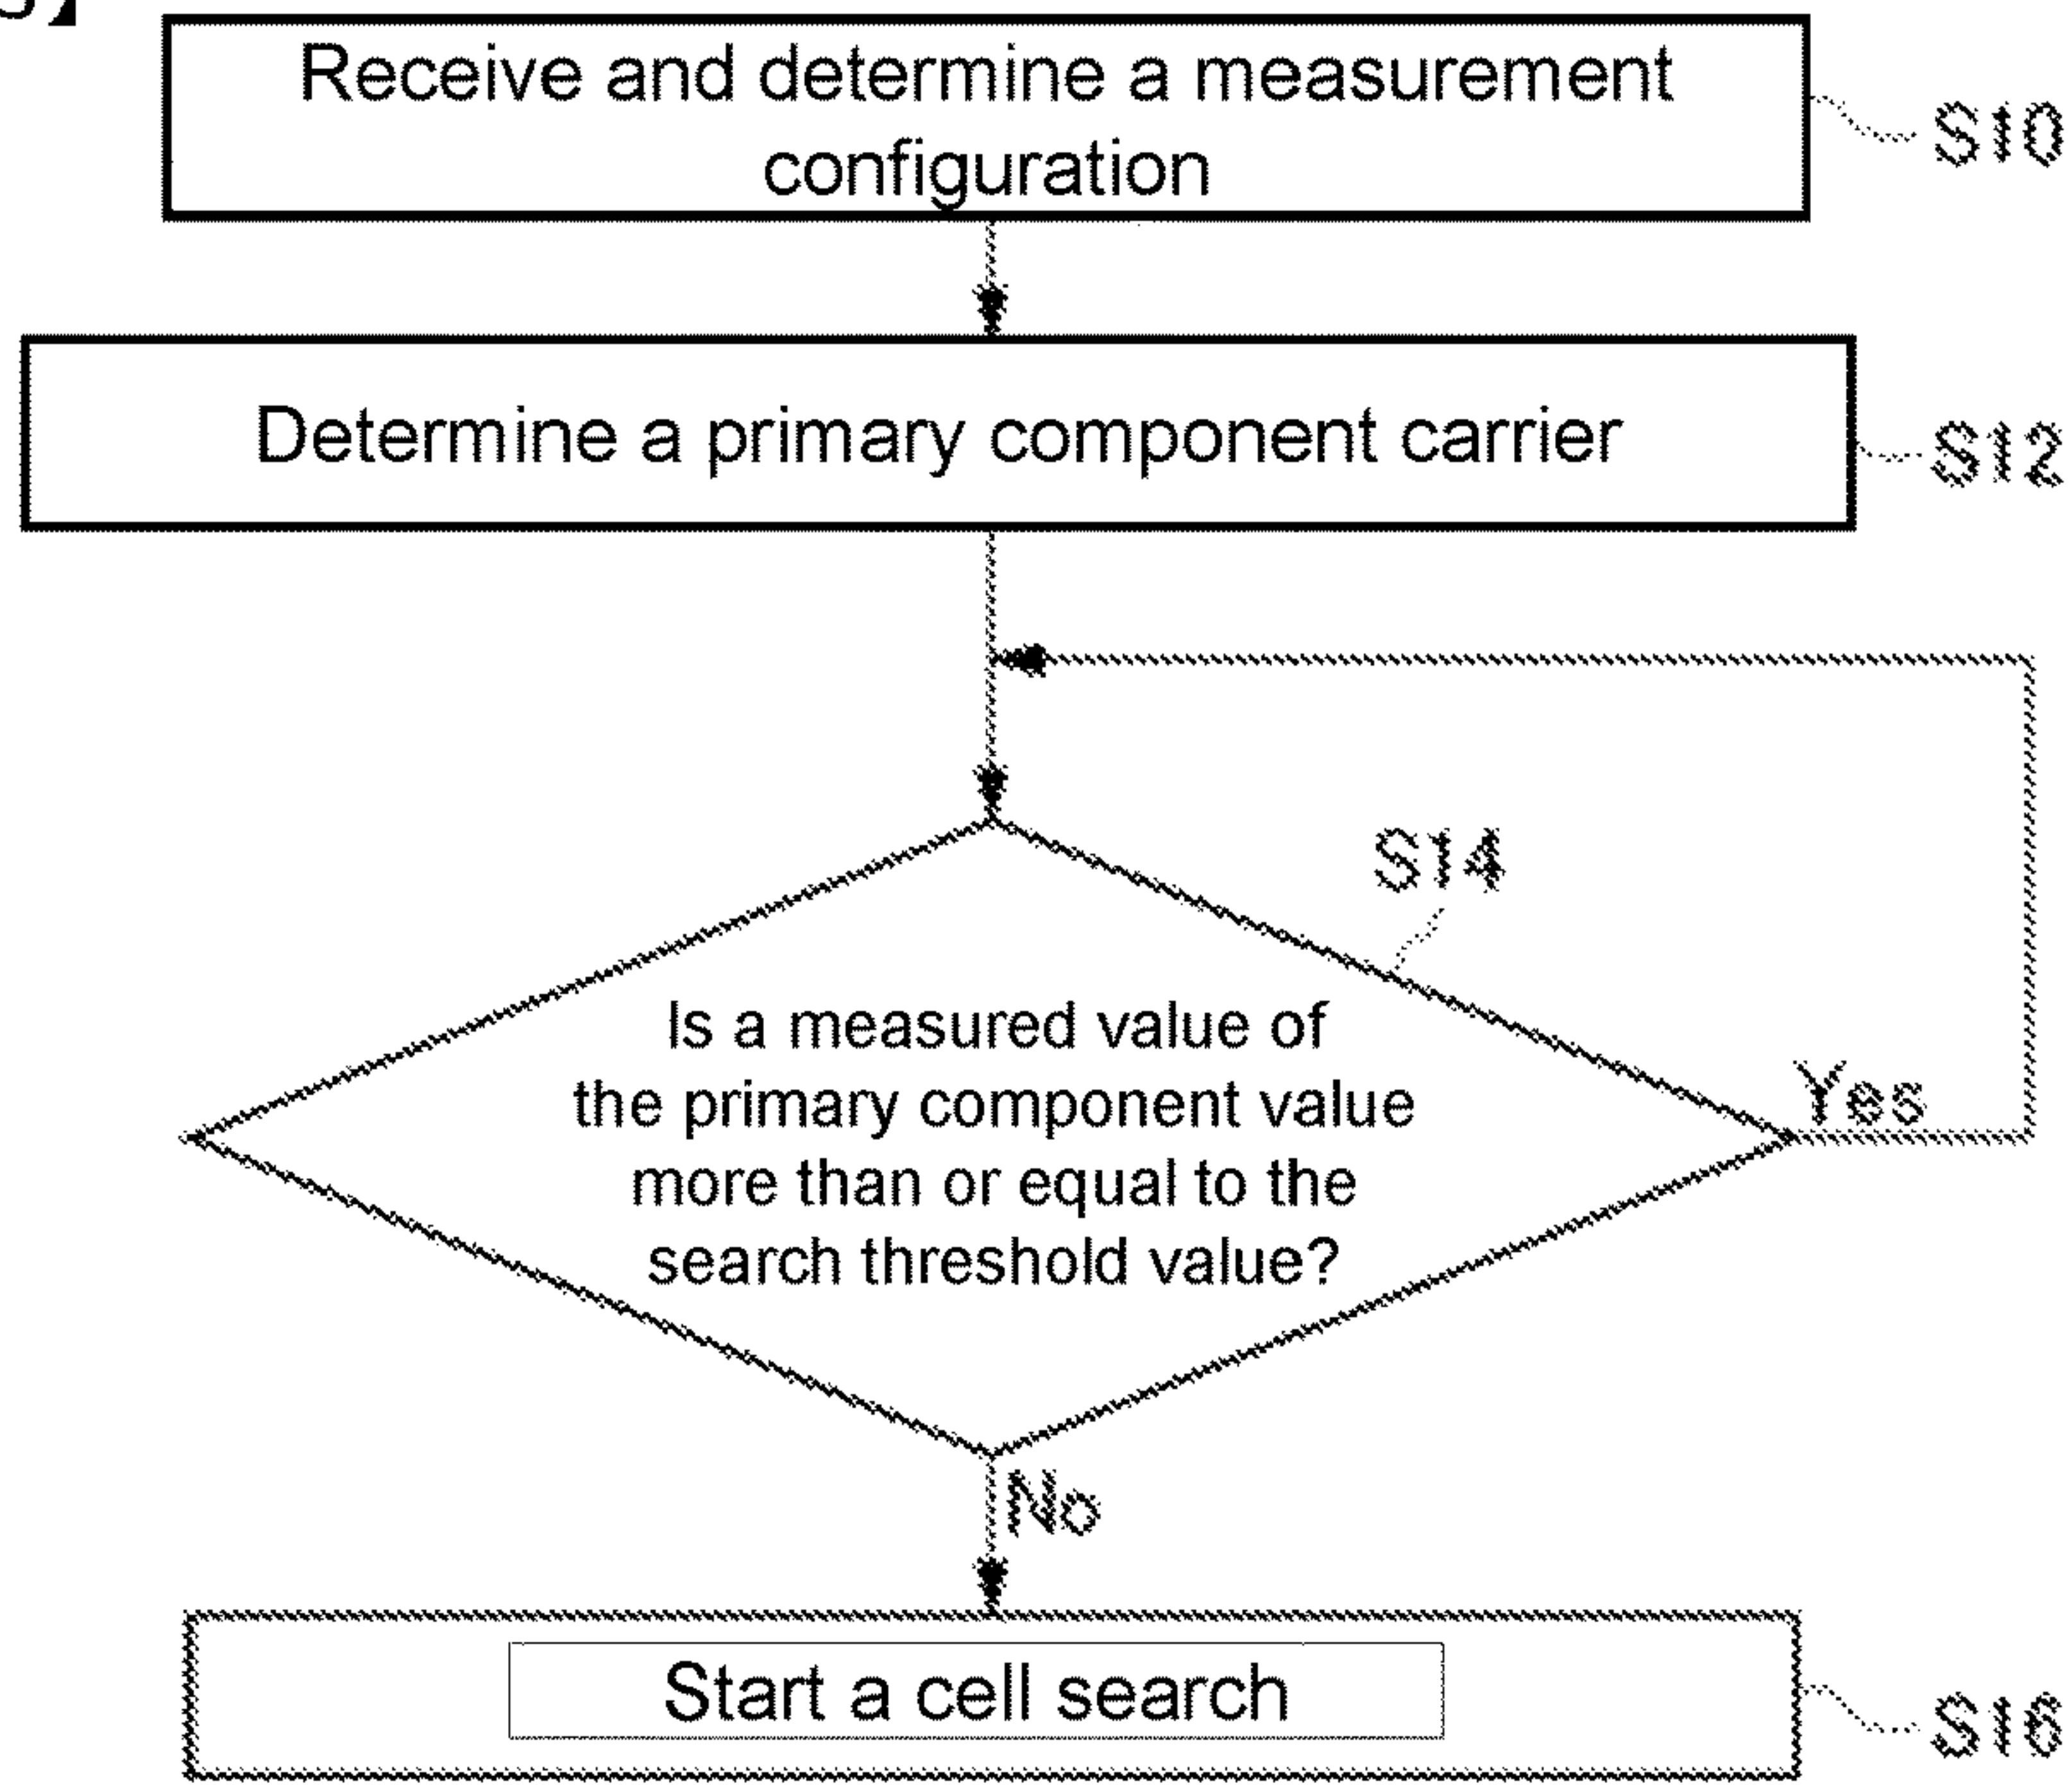 Receive and determine a measurement
configuration
S10
Determine a primary component carrier
S12
S14
Is a measured value of
the primary component value
more than or equal to the
search threshold value?
Yes
No
Start a cell search
S16